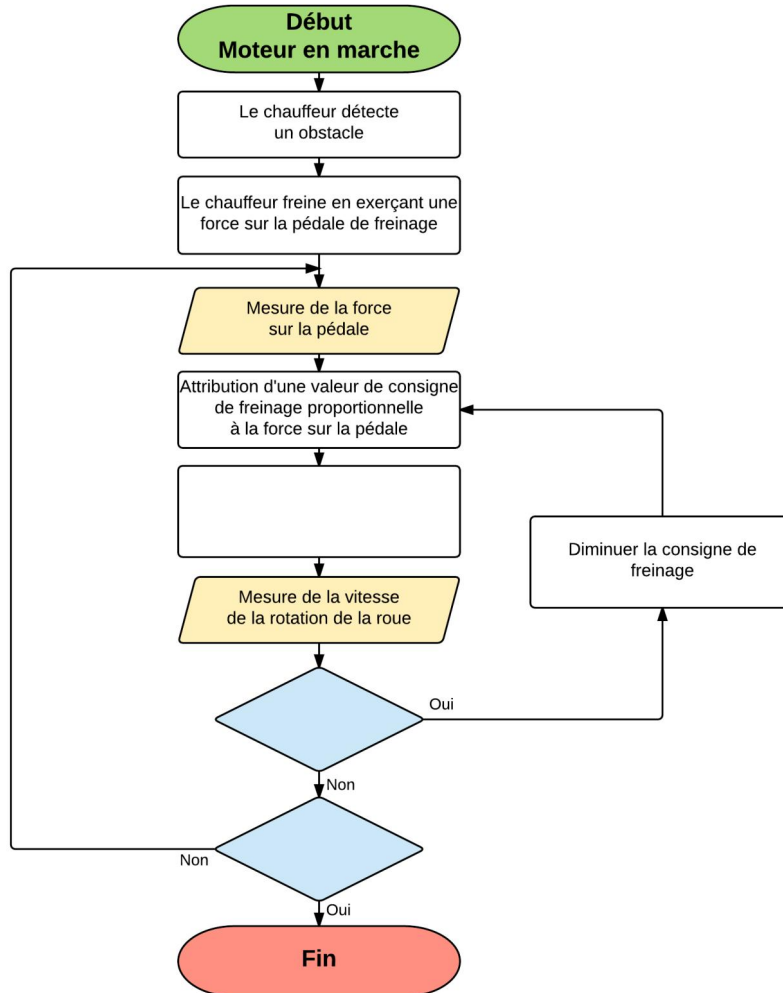 Début
Moteur en marche
Le chauffeur détecte
un obstacle
Le chauffeur freine en exerçant une
force sur la pédale de freinage
Mesure de la force
sur la pédale
Attribution d'une valeur de consigne
de freinage proportionnelle
à la force sur la pédale
Diminuer la consigne de
freinage
Mesure de la vitesse
de la rotation de la roue
Oui
Non
Non
Oui
Fin